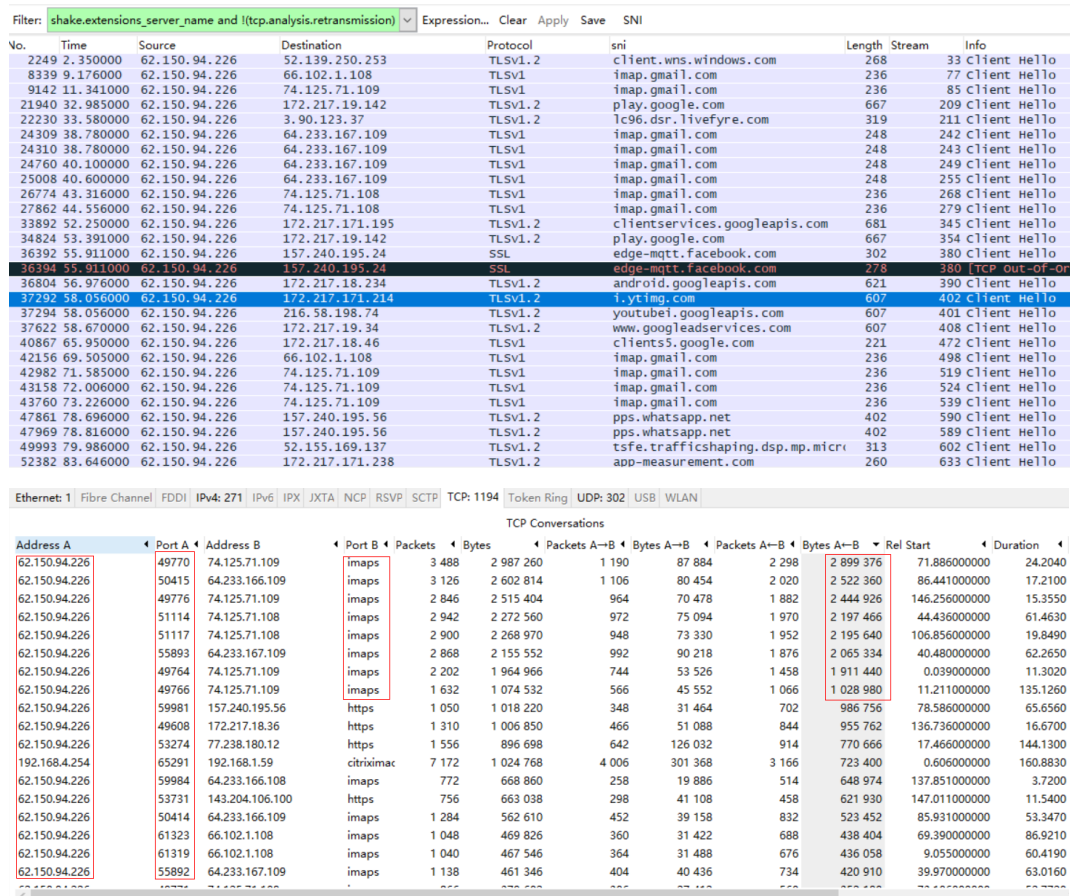 Filter: shake.extensions_server_name and !(tcp.analysis.retransmission) Expression... Clear Apply Save SNI
No. Time Source Destination Protocol sni Length Stream Info
2249 2.350000 62.150.94.226 52.139.250.253 TLSv1.2 client.wns.windows.com 268 33 Client Hello
8339 9.176000 62.150.94.226 66.102.1.108 TLSv1 imap.gmail.com 236 77 Client Hello
9142 11.341000 62.150.94.226 74.125.71.109 TLSv1 imap.gmail.com 236 85 Client Hello
21940 32.985000 62.150.94.226 172.217.19.142 TLSv1.2 play.google.com 667 209 Client Hello
22230 33.580000 62.150.94.226 3.90.123.37 TLSv1.2 lc96.dsr.livefyre.com 319 211 Client Hello
24309 38.780000 62.150.94.226 64.233.167.109 TLSv1 imap.gmail.com 248 242 Client Hello
24310 38.780000 62.150.94.226 64.233.167.109 TLSv1 imap.gmail.com 248 243 Client Hello
24760 40.100000 62.150.94.226 64.233.167.109 TLSv1 imap.gmail.com 248 249 Client Hello
25008 40.600000 62.150.94.226 64.233.167.109 TLSv1 imap.gmail.com 248 255 Client Hello
26774 43.316000 62.150.94.226 74.125.71.108 TLSv1 imap.gmail.com 236 268 Client Hello
27862 44.556000 62.150.94.226 74.125.71.108 TLSv1 imap.gmail.com 236 279 Client Hello
33892 52.250000 62.150.94.226 172.217.171.195 TLSv1.2 clientservices.googleapis.com 681 345 Client Hello
34824 53.391000 62.150.94.226 172.217.19.142 TLSv1.2 play.google.com 667 354 Client Hello
36392 55.911000 62.150.94.226 157.240.195.24 SSL edge-mqtt.facebook.com 302 380 Client Hello
36394 55.911000 62.150.94.226 157.240.195.24 SSL edge-mqtt.facebook.com 278 380 [TCP Out-Of-Or
36804 56.976000 62.150.94.226 172.217.18.234 TLSv1.2 android.googleapis.com 621 390 Client Hello
37292 58.056000 62.150.94.226 172.217.171.214 TLSv1.2 i.ytimg.com 607 402 Client Hello
37294 58.056000 62.150.94.226 216.58.198.74 TLSv1.2 youtubei.googleapis.com 607 401 Client Hello
37622 58.670000 62.150.94.226 172.217.19.34 TLSv1.2 www.googleadservices.com 607 408 Client Hello
40867 65.950000 62.150.94.226 172.217.18.46 TLSv1.2 clients5.google.com 221 472 Client Hello
42156 69.505000 62.150.94.226 66.102.1.108 TLSv1 imap.gmail.com 236 498 Client Hello
42982 71.585000 62.150.94.226 74.125.71.109 TLSv1 imap.gmail.com 236 519 Client Hello
43158 72.006000 62.150.94.226 74.125.71.109 TLSv1 imap.gmail.com 236 524 Client Hello
43760 73.226000 62.150.94.226 74.125.71.109 TLSv1 imap.gmail.com 236 539 Client Hello
47861 78.696000 62.150.94.226 157.240.195.56 TLSv1.2 pps.whatsapp.net 402 590 Client Hello
47969 78.816000 62.150.94.226 157.240.195.56 TLSv1.2 pps.whatsapp.net 402 589 Client Hello
49993 79.986000 62.150.94.226 52.155.169.137 TLSv1.2 tsfe.trafficshaping.dsp.mp.micr 313 602 Client Hello
52382 83.646000 62.150.94.226 172.217.171.238 TLSv1.2 app-measurement.com 260 633 Client Hello
Ethernet: 1 Fibre Channel FDDI IPv4: 271 IPv6 IPX JXTA NCP RSVP SCTP TCP: 1194 Token Ring UDP: 302 USB WLAN
TCP Conversations
Address A Port A Address B Port B Packets Bytes Packets A→B Bytes A→B Packets A←B Bytes A←B Rel Start Duration
62.150.94.226 49770 74.125.71.109 imaps 3 488 2 987 260 1 190 87 884 2 298 2 899 376 71.886000000 24.2040
62.150.94.226 50415 64.233.166.109 imaps 3 126 2 602 814 1 106 80 454 2 020 2 522 360 86.441000000 17.2100
62.150.94.226 49776 74.125.71.109 imaps 2 846 2 515 404 964 70 478 1 882 2 444 926 146.256000000 15.3550
62.150.94.226 51114 74.125.71.108 imaps 2 942 2 272 560 972 75 094 1 970 2 197 466 44.436000000 61.4630
62.150.94.226 51117 74.125.71.108 imaps 2 900 2 268 970 948 73 330 1 952 2 195 640 106.856000000 19.8490
62.150.94.226 55893 64.233.167.109 imaps 2 868 2 155 552 992 90 218 1 876 2 065 334 40.480000000 62.2650
62.150.94.226 49764 74.125.71.109 imaps 2 202 1 964 966 744 53 526 1 458 1 911 440 0.039000000 11.3020
62.150.94.226 49766 74.125.71.109 imaps 1 632 1 074 532 566 45 552 1 066 1 028 980 11.211000000 135.1260
62.150.94.226 59981 157.240.195.56 https 1 050 1 018 220 348 31 464 702 986 756 78.586000000 65.6560
62.150.94.226 49608 172.217.18.36 https 1 310 1 006 850 466 51 088 844 955 762 136.736000000 16.6700
62.150.94.226 53274 77.238.180.12 https 1 556 896 698 642 126 032 914 770 666 17.466000000 144.1300
192.168.4.254 65291 192.168.1.59 citriximac 7 172 1 024 768 4 006 301 368 3 166 723 400 0.606000000 160.8830
62.150.94.226 59984 64.233.166.108 imaps 772 668 860 258 19 886 514 648 974 137.851000000 3.7200
62.150.94.226 53731 143.204.106.100 https 756 663 038 298 41 108 458 621 930 147.011000000 11.5400
62.150.94.226 50414 64.233.166.109 imaps 1 284 562 610 452 39 158 832 523 452 85.931000000 53.3470
62.150.94.226 61323 66.102.1.108 imaps 1 048 469 826 360 31 422 688 438 404 69.390000000 86.9210
62.150.94.226 61319 66.102.1.108 imaps 1 040 467 546 364 31 488 676 436 058 9.055000000 60.4190
62.150.94.226 55892 64.233.167.109 imaps 1 138 461 346 404 40 436 734 420 910 39.970000000 63.0160